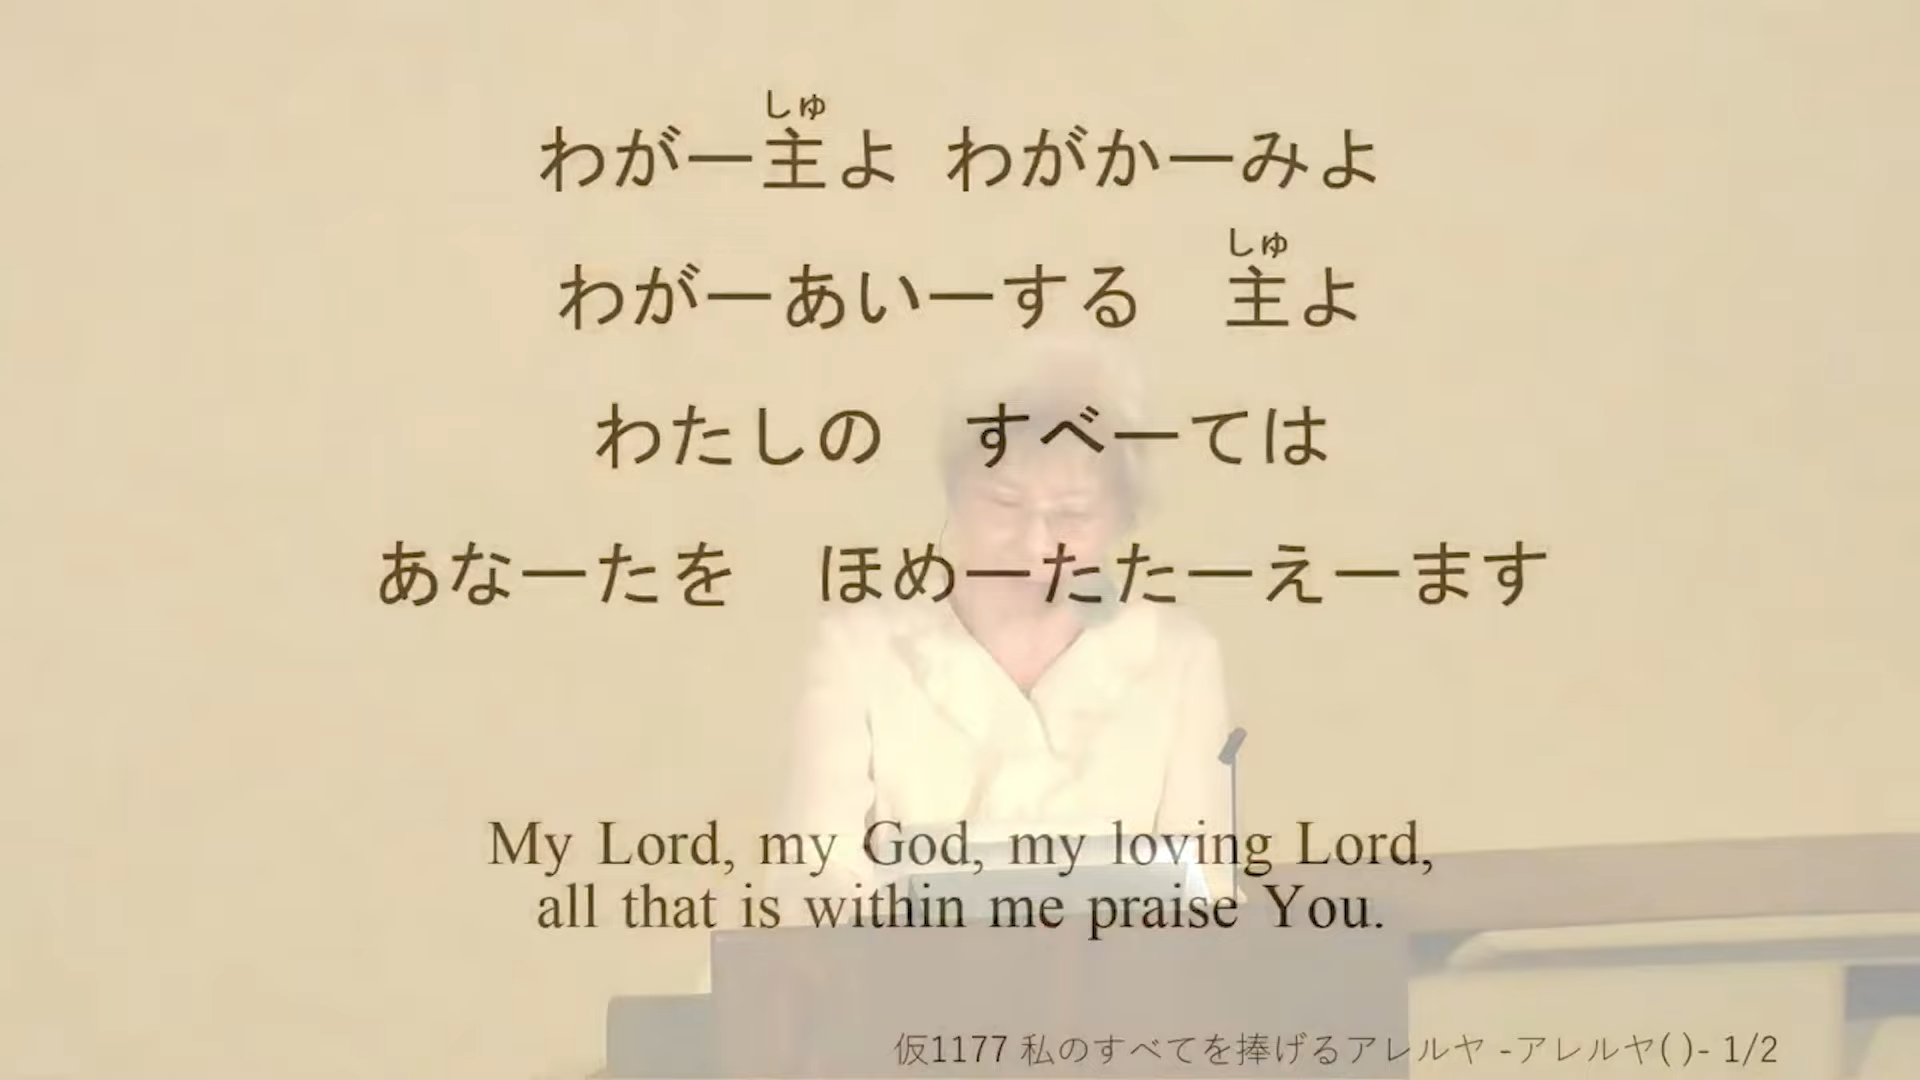 しゅ
わがー主よ わがかーみよ
しゅ
わがーあいーする 主よ
わたしの すべーては
あなーたを ほめーたたーえーます
My Lord, my God, my loving Lord,
all that is within me praise You.
仮1177 私のすべてを捧げるアレルヤ -アレルヤ( )- 1/2